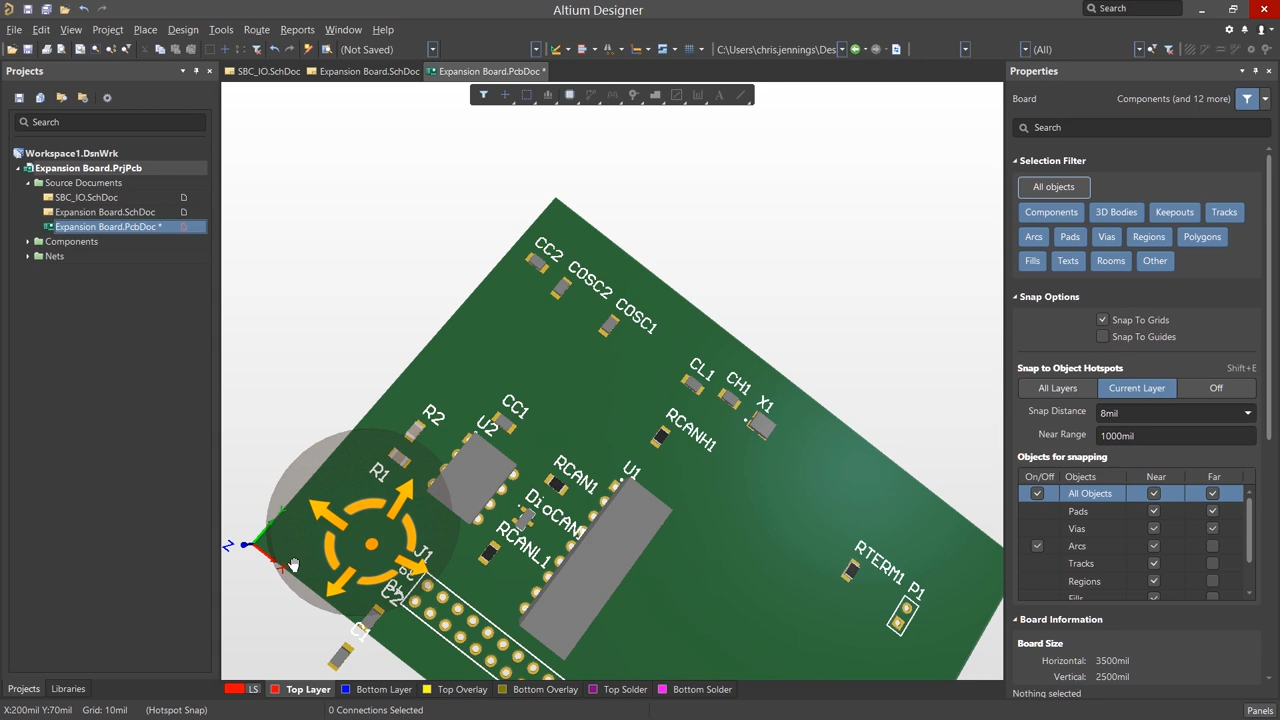 Altium Designer
Search
File Edit View Project Place Design Tools Route Reports Window Help
(Not Saved)
C:\Users\chris.jennings\Des
(All)
Projects
SBC_IO.SchDoc
Expansion Board.SchDoc
Expansion Board.PcbDoc *
Properties
Board
Components (and 12 more)
Search
Search
Workspace1.DsnWrk
Expansion Board.PrjPcb
Source Documents
SBC_IO.SchDoc
Expansion Board.SchDoc
Expansion Board.PcbDoc *
Components
Nets
CC2
COSC2
COSC1
CL1
CH1
X1
RCANH1
R2
CC1
U2
R1
RCAN1
U1
DioCAN
RCANL1
J1
C2
C1
RTERM1
P1
Z
Selection Filter
All objects
Components 3D Bodies Keepouts Tracks
Arcs Pads Vias Regions Polygons
Fills Texts Rooms Other
Snap Options
Snap To Grids
Snap To Guides
Snap to Object Hotspots Shift+E
All Layers Current Layer Off
Snap Distance 8mil
Near Range 1000mil
Objects for snapping
On/Off Objects Near Far
All Objects
Pads
Vias
Arcs
Tracks
Regions
Fills
Board Information
Board Size
Horizontal: 3500mil
Vertical: 2500mil
Nothing selected
Projects Libraries
LS Top Layer Bottom Layer Top Overlay Bottom Overlay Top Solder Bottom Solder
X:200mil Y:70mil Grid: 10mil (Hotspot Snap) 0 Connections Selected
Panels